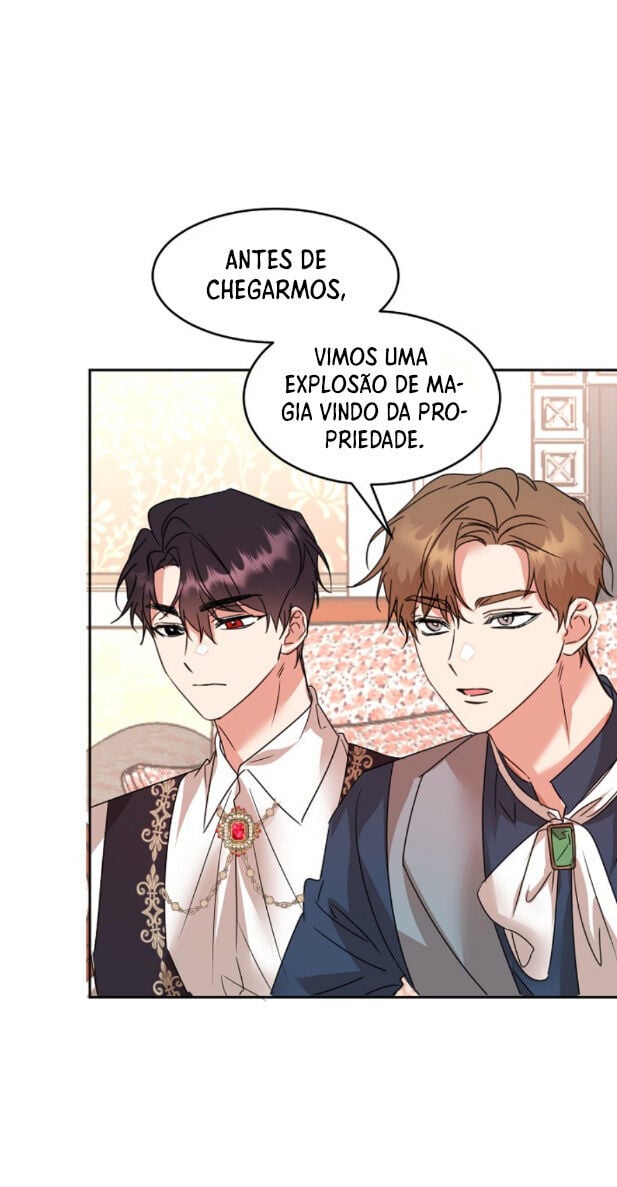 ANTES DE
CHEGARMOS,
VIMOS UMA
EXPLOSÃO DE MA-
GIA VINDO DA PRO-
PRIEDADE.